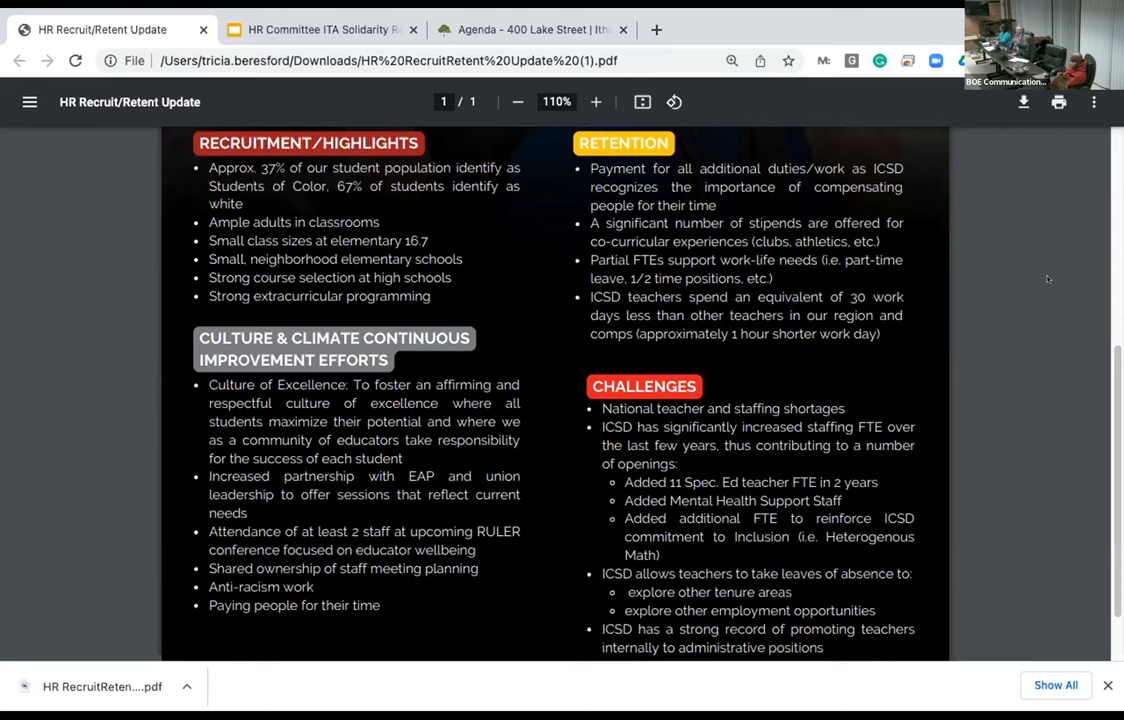 HR Recruit/Retent Update
HR Committee ITA Solidarity Re
Agenda - 400 Lake Street | Ith
File
/Users/tricia.beresford/Downloads/HR%20RecruitRetent%20Update%20(1).pdf
M:
G
G
BOE Communication...
HR Recruit/Retent Update
1 / 1
110%
RECRUITMENT/HIGHLIGHTS
• Approx. 37% of our student population identify as
Students of Color, 67% of students identify as
white
• Ample adults in classrooms
• Small class sizes at elementary 16.7
• Small, neighborhood elementary schools
• Strong course selection at high schools
• Strong extracurricular programming
CULTURE & CLIMATE CONTINUOUS
IMPROVEMENT EFFORTS
• Culture of Excellence: To foster an affirming and
respectful culture of excellence where all
students maximize their potential and where we
as a community of educators take responsibility
for the success of each student
• Increased partnership with EAP and union
leadership to offer sessions that reflect current
needs
• Attendance of at least 2 staff at upcoming RULER
conference focused on educator wellbeing
• Shared ownership of staff meeting planning
• Anti-racism work
• Paying people for their time
RETENTION
• Payment for all additional duties/work as ICSD
recognizes the importance of compensating
people for their time
• A significant number of stipends are offered for
co-curricular experiences (clubs, athletics, etc.)
• Partial FTEs support work-life needs (i.e. part-time
leave, 1/2 time positions, etc.)
• ICSD teachers spend an equivalent of 30 work
days less than other teachers in our region and
comps (approximately 1 hour shorter work day)
CHALLENGES
• National teacher and staffing shortages
• ICSD has significantly increased staffing FTE over
the last few years, thus contributing to a number
of openings:
○ Added 11 Spec. Ed teacher FTE in 2 years
○ Added Mental Health Support Staff
○ Added additional FTE to reinforce ICSD
commitment to Inclusion (i.e. Heterogenous
Math)
• ICSD allows teachers to take leaves of absence to:
○ explore other tenure areas
○ explore other employment opportunities
• ICSD has a strong record of promoting teachers
internally to administrative positions
HR RecruitReten....pdf
Show All